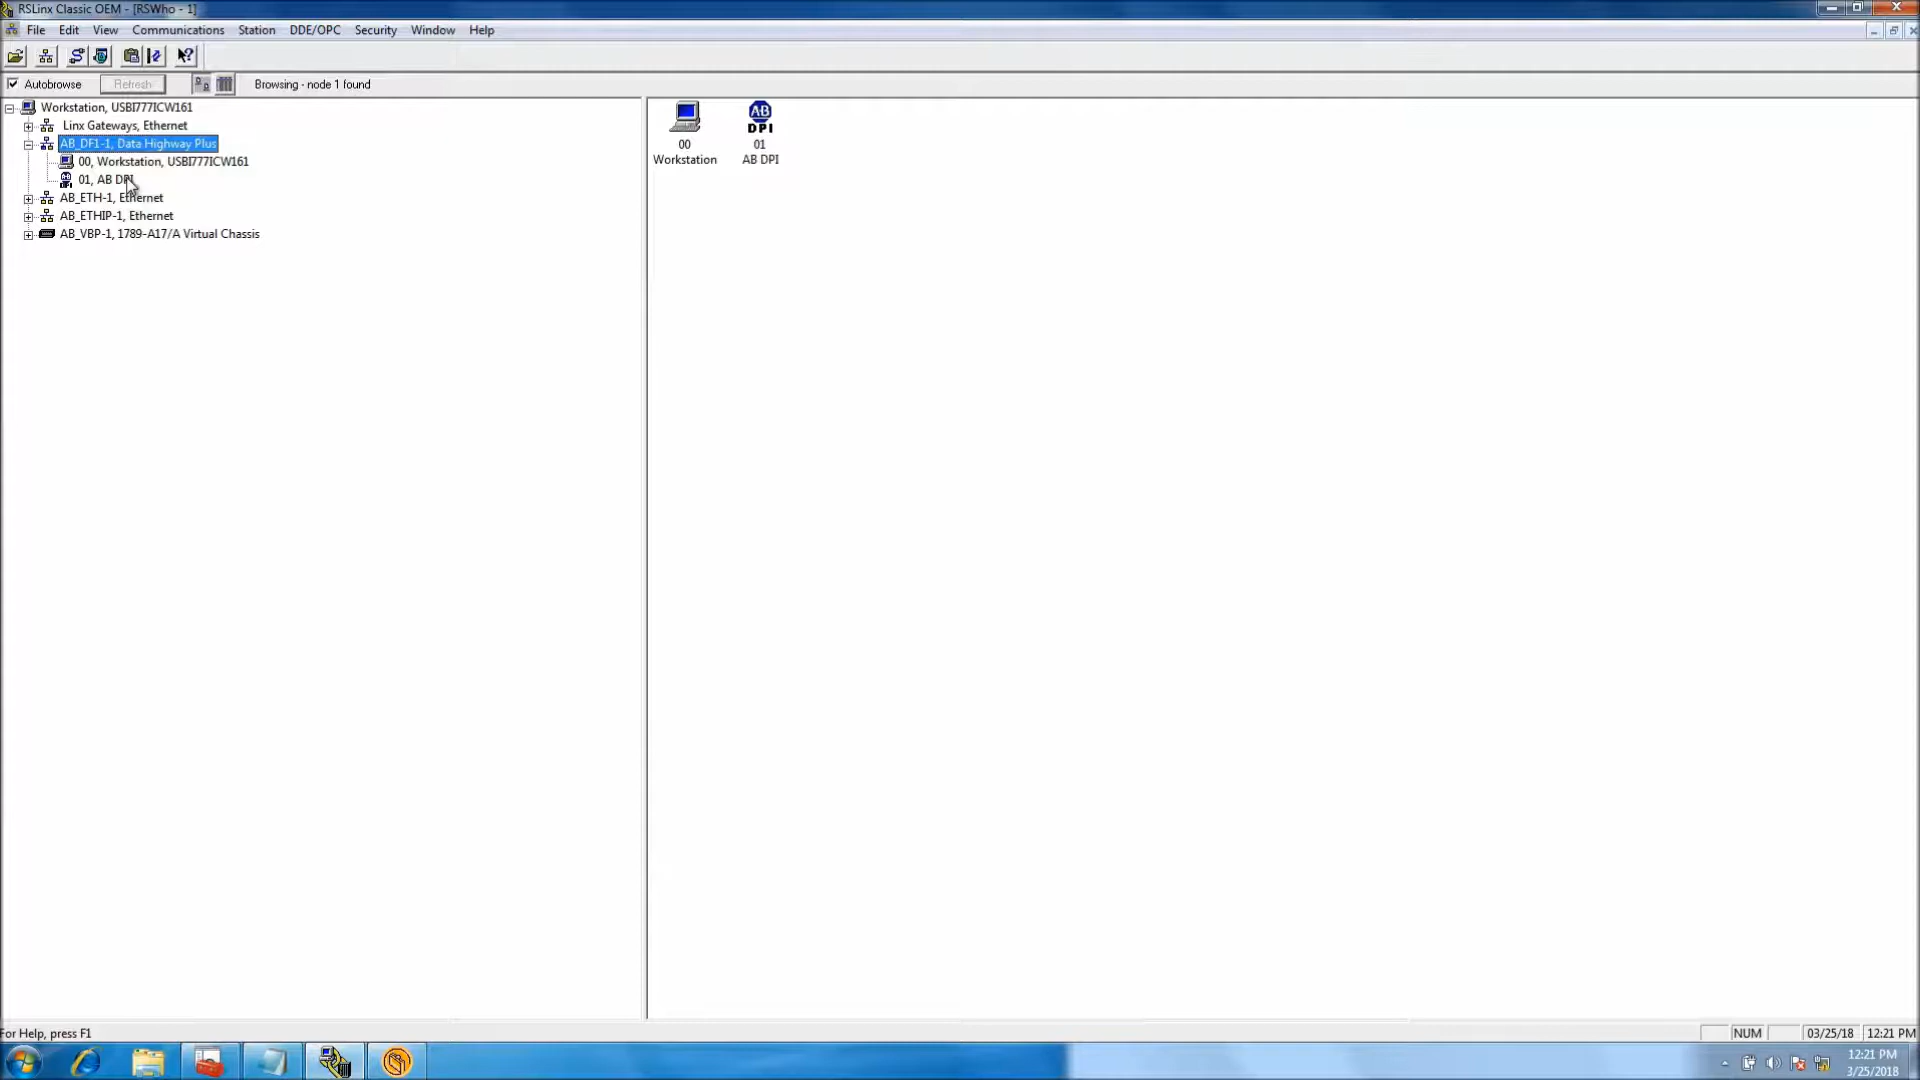 RSLinx Classic OEM - [RSWho - 1]
File Edit View Communications Station DDE/OPC Security Window Help
Autobrowse Refresh Browsing - node 1 found
Workstation, USBI777ICW161
Linx Gateways, Ethernet
AB_DF1-1, Data Highway Plus
00, Workstation, USBI777ICW161
01, AB DPI
AB_ETH-1, Ethernet
AB_ETHIP-1, Ethernet
AB_VBP-1, 1789-A17/A Virtual Chassis
AB
DPI
00 01
Workstation AB DPI
For Help, press F1 NUM 03/25/18 12:21 PM
12:21 PM
3/25/2018